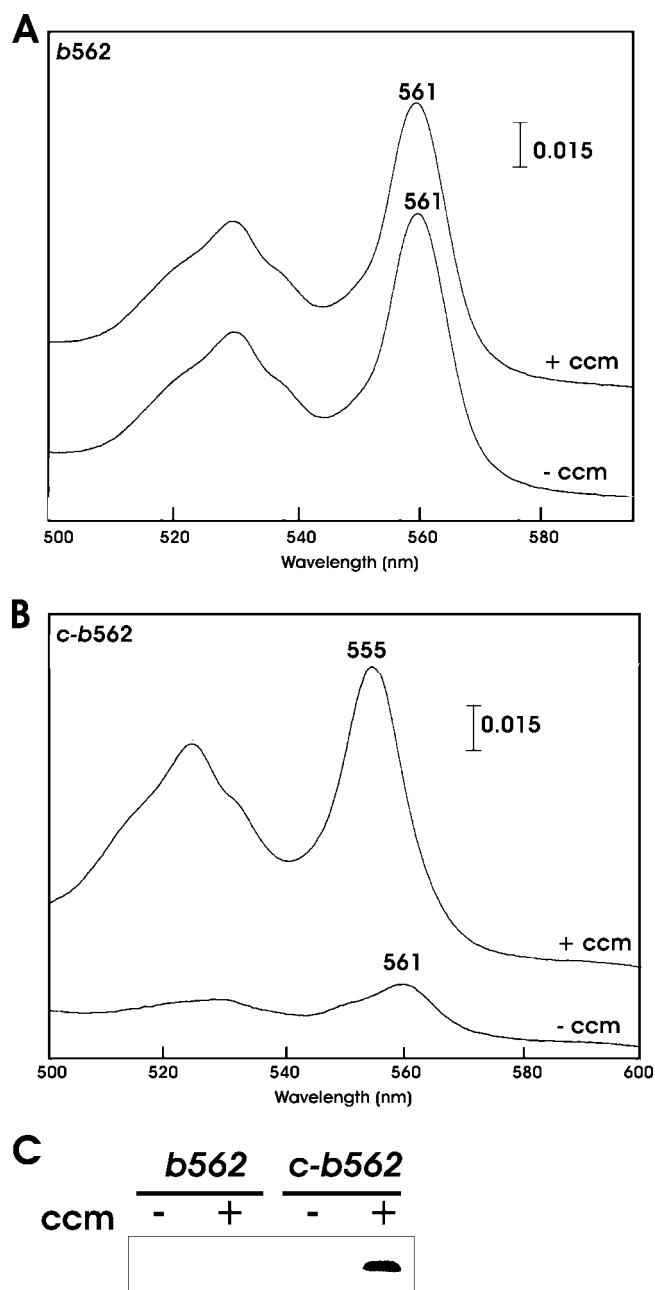 A
b562
561
0.015
561
+ ccm
- ccm
500 520 540 560 580
Wavelength (nm)
B
c-b562
555
0.015
+ ccm
561
- ccm
500 520 540 560 580 600
Wavelength (nm)
C
b562 c-b562
ccm - + - +